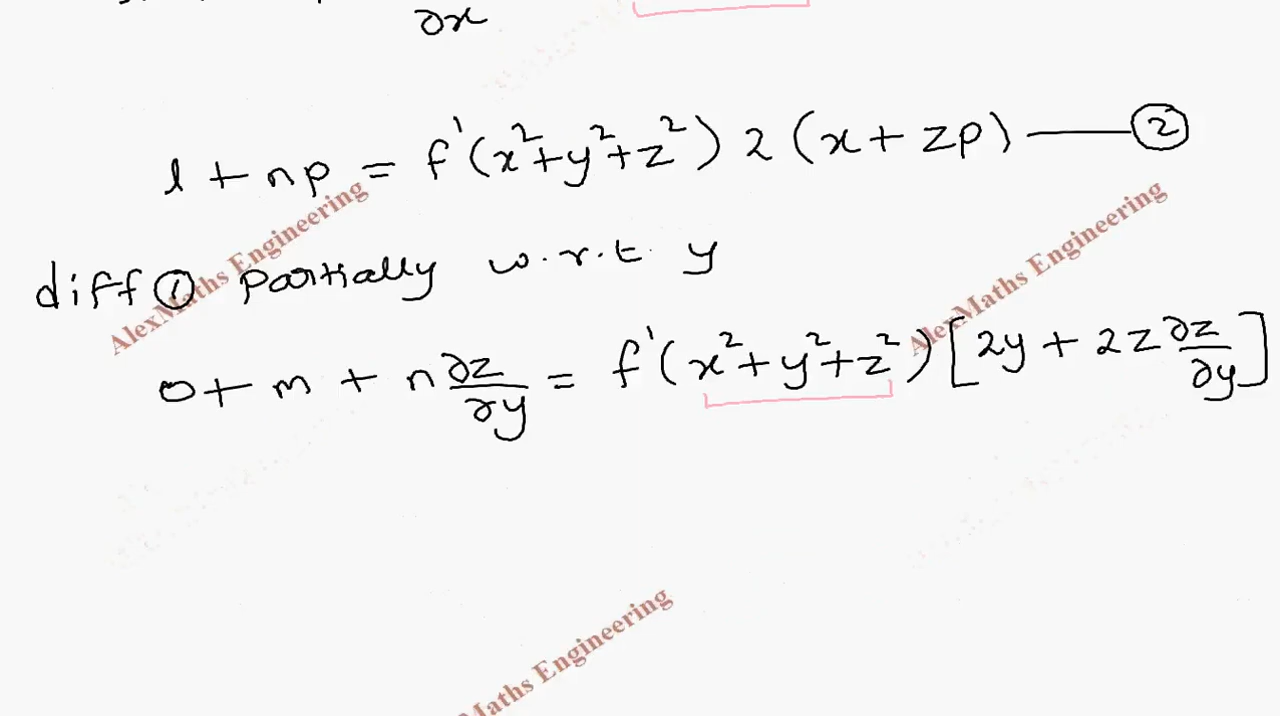 ∂x
l + np = f'(x²+y²+z²) 2 (x + zp) —— ②
diff ① partially w.r.t. y
0 + m + n ∂z/∂y = f'(x²+y²+z²) [2y + 2z ∂z/∂y]
AlexMaths Engineering
AlexMaths Engineering
Maths Engineering